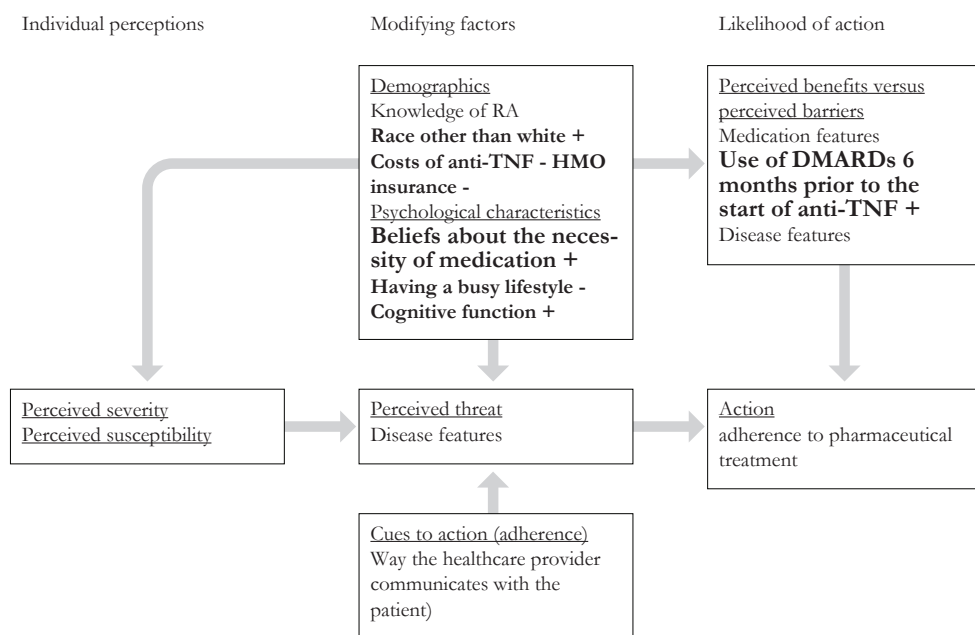 Individual perceptions
Modifying factors
Likelihood of action
Demographics
Knowledge of RA
Race other than white +
Costs of anti-TNF - HMO
insurance -
Psychological characteristics
Beliefs about the neces-
sity of medication +
Having a busy lifestyle -
Cognitive function +
Perceived benefits versus
perceived barriers
Medication features
Use of DMARDs 6
months prior to the
start of anti-TNF +
Disease features
Perceived severity
Perceived susceptibility
Perceived threat
Disease features
Action
adherence to pharmaceutical
treatment
Cues to action (adherence)
Way the healthcare provider
communicates with the
patient)